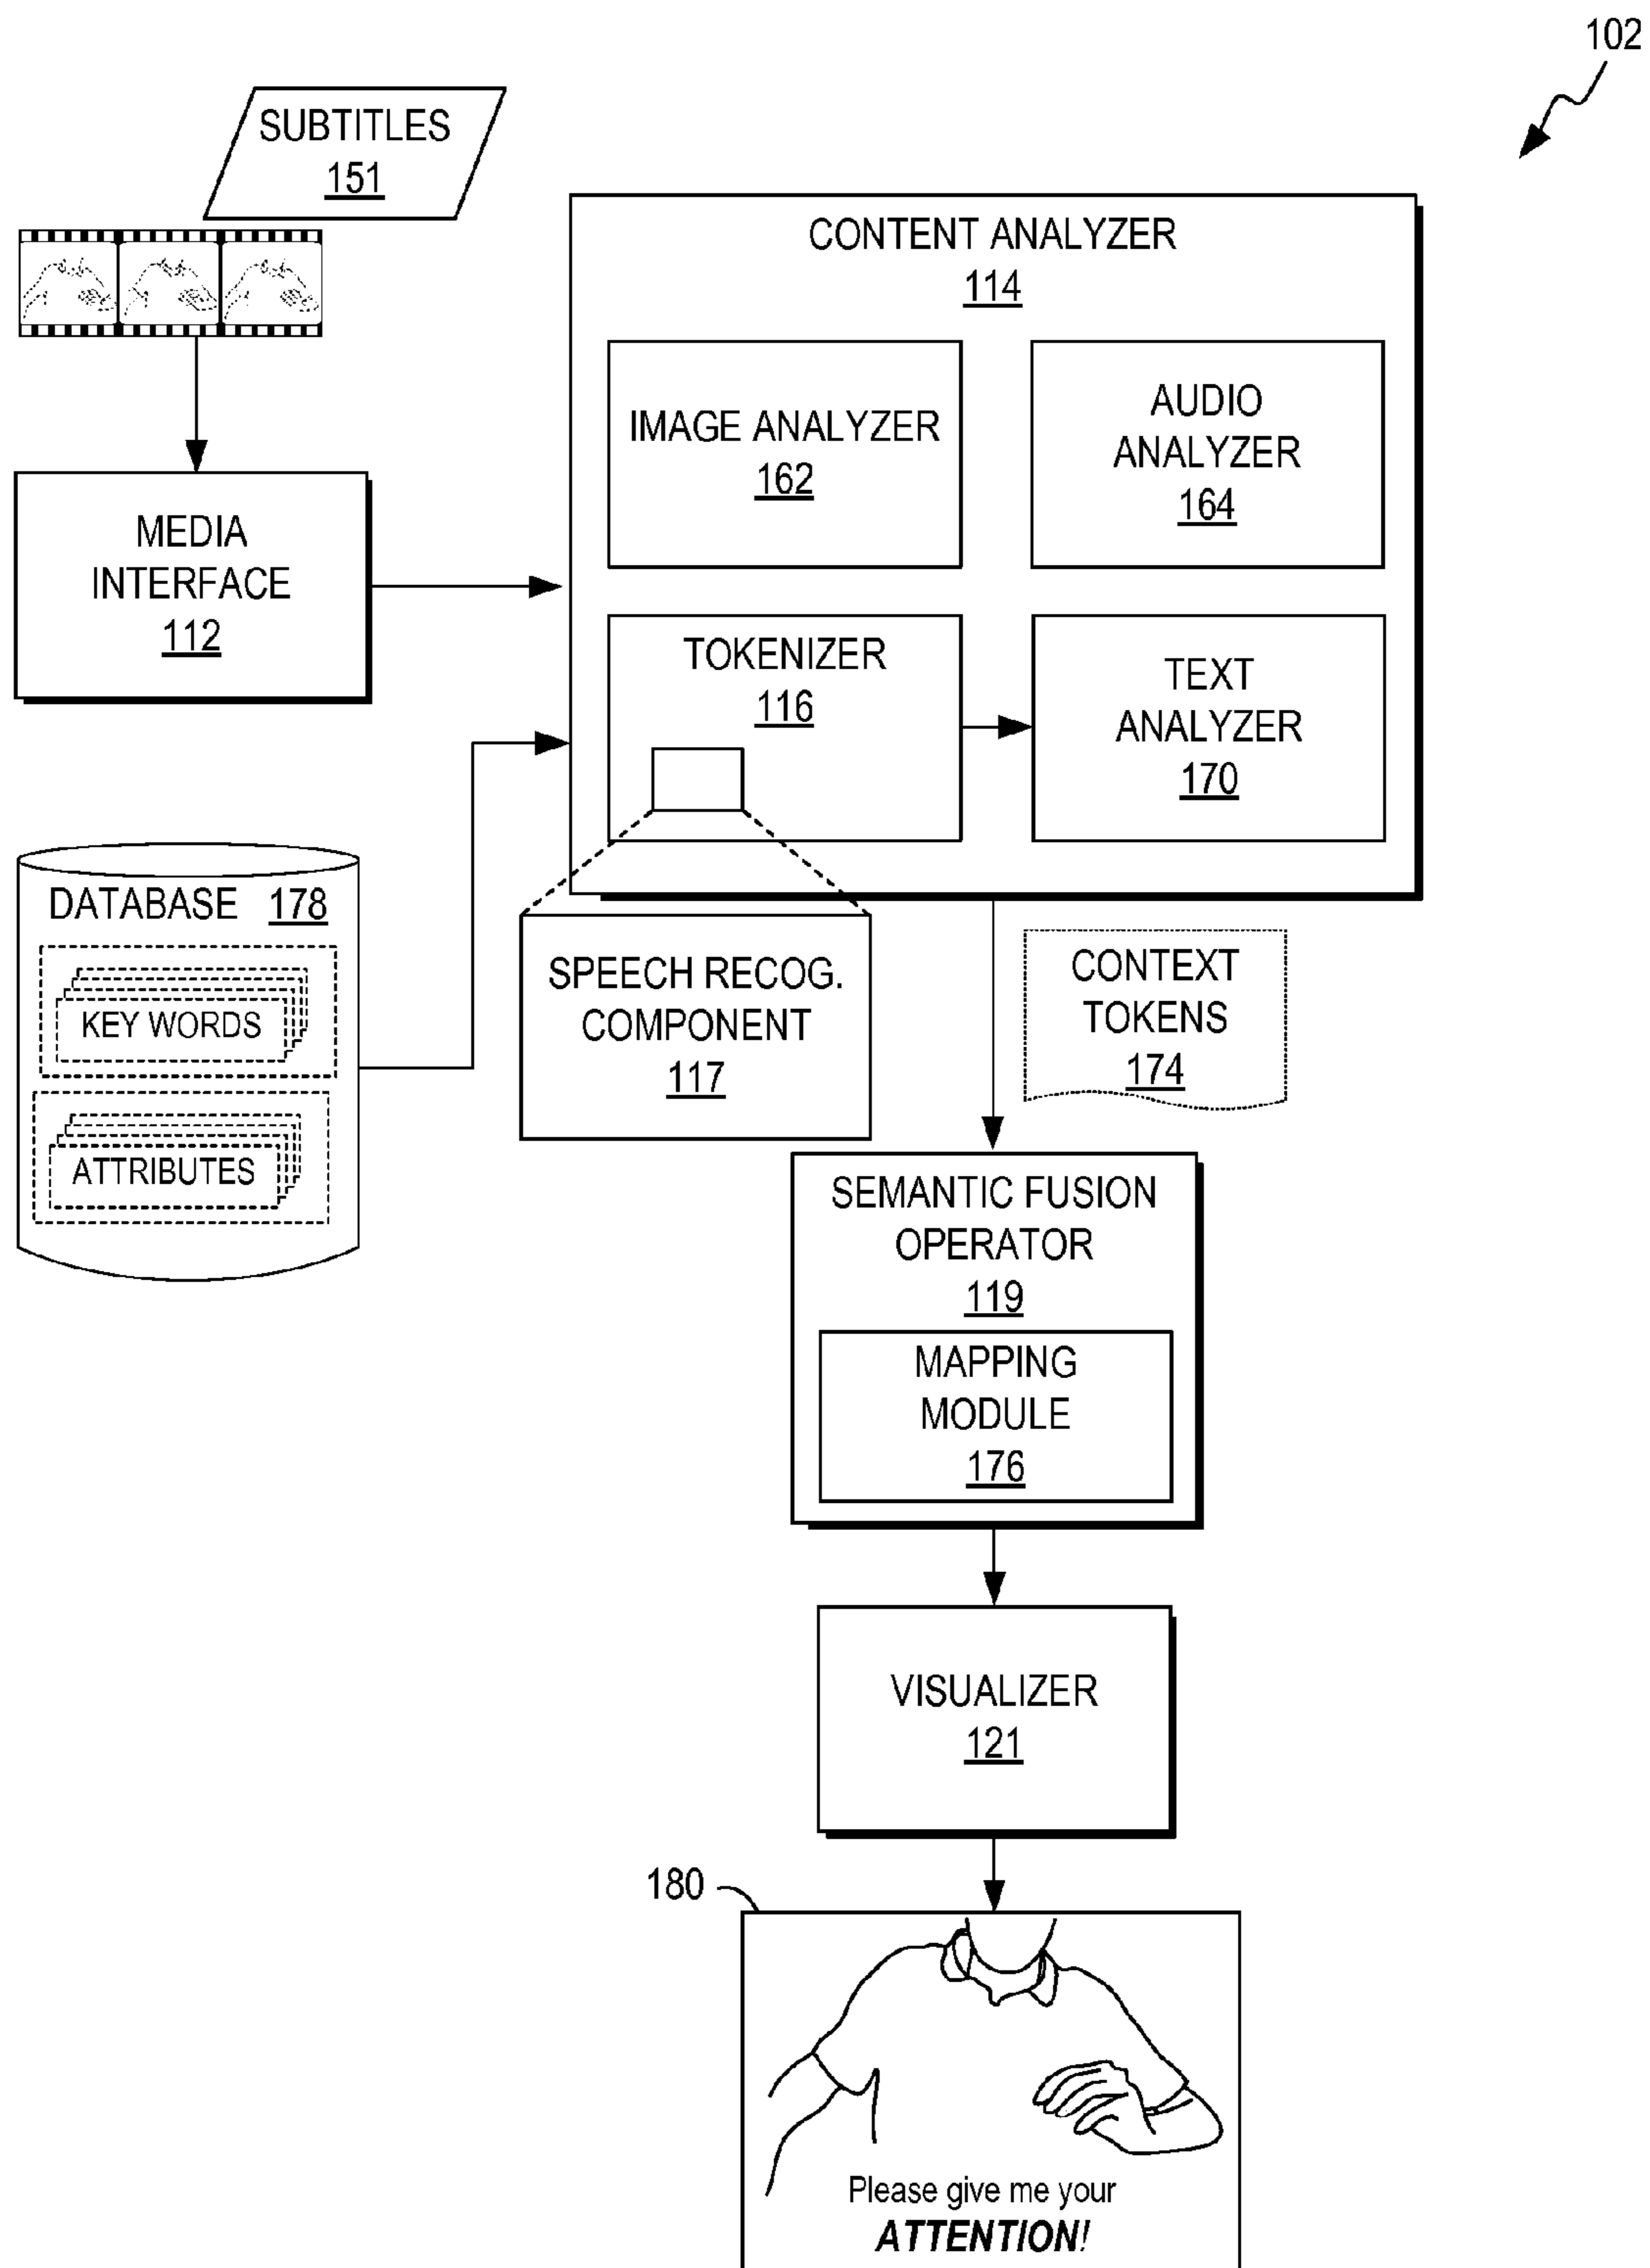 102
SUBTITLES
151
CONTENT ANALYZER
114
IMAGE ANALYZER
162
AUDIO
ANALYZER
164
MEDIA
INTERFACE
112
TOKENIZER
116
TEXT
ANALYZER
170
DATABASE 178
KEY WORDS
ATTRIBUTES
SPEECH RECOG.
COMPONENT
117
CONTEXT
TOKENS
174
SEMANTIC FUSION
OPERATOR
119
MAPPING
MODULE
176
VISUALIZER
121
180
Please give me your
ATTENTION!